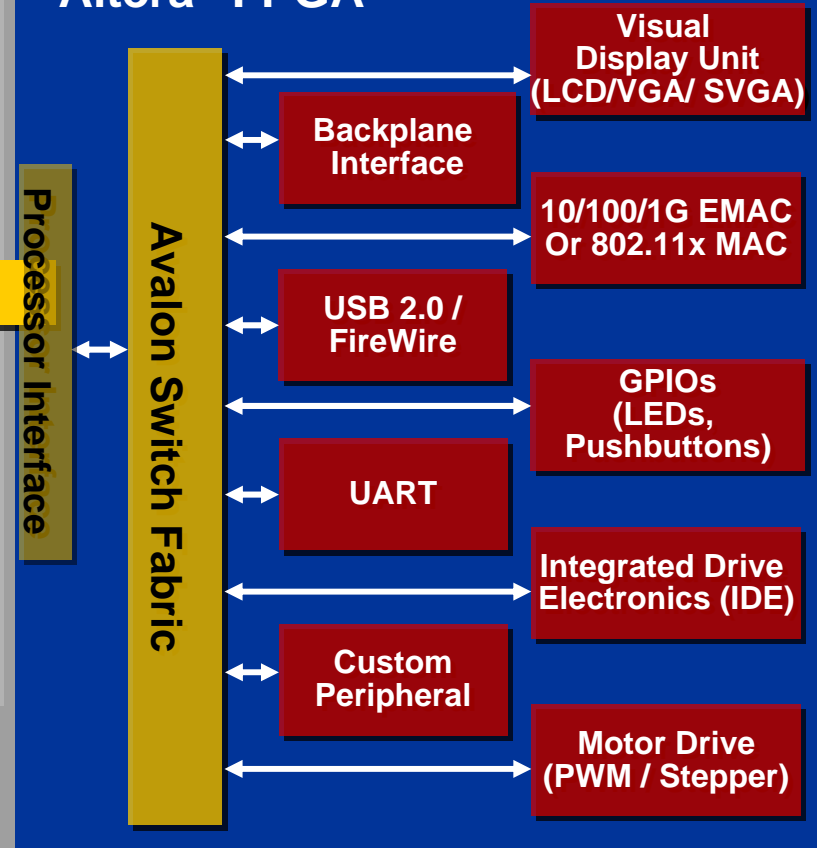 Altera FPGA
Visual
Display Unit
(LCD/VGA/ SVGA)
Backplane
Interface
10/100/1G EMAC
Or 802.11x MAC
Processor Interface
Avalon Switch Fabric
USB 2.0 /
FireWire
GPIOs
(LEDs,
Pushbuttons)
UART
Integrated Drive
Electronics (IDE)
Custom
Peripheral
Motor Drive
(PWM / Stepper)